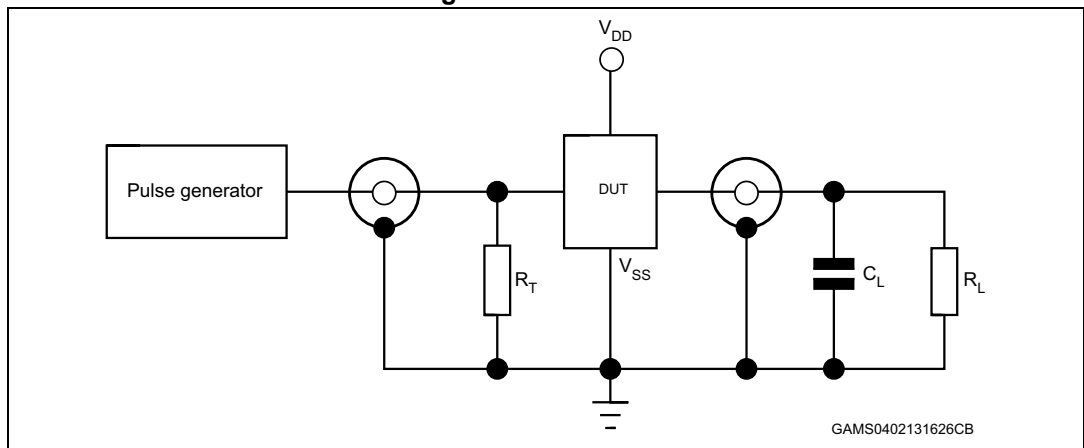 V_DD
Pulse generator
DUT
V_SS
R_T
C_L
R_L
GAMS0402131626CB